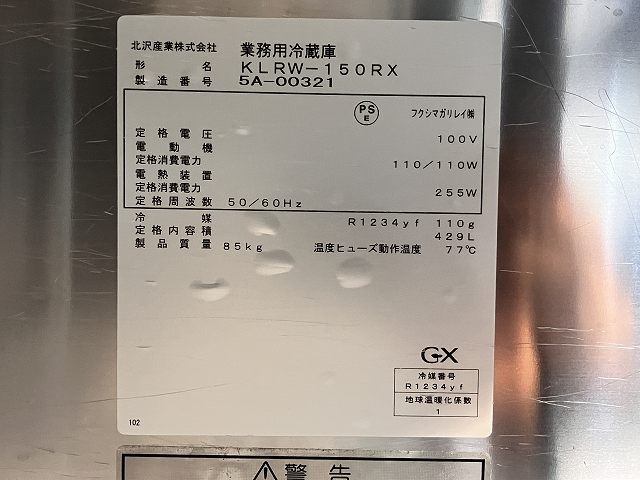 北沢産業株式会社 業務用冷蔵庫
形名 KLRW-150RX
製造番号 5A-00321
PS E フクシマガリレイ㈱
定格電圧 100V
電動機
定格消費電力 110/110W
電熱装置
定格消費電力 255W
定格周波数 50/60Hz
冷媒 R1234yf 110g
定格内容積 429L
製品質量 85kg 温度ヒューズ動作温度 77℃
GX
冷媒番号
R1234yf
地球温暖化係数
1
102
⚠警告